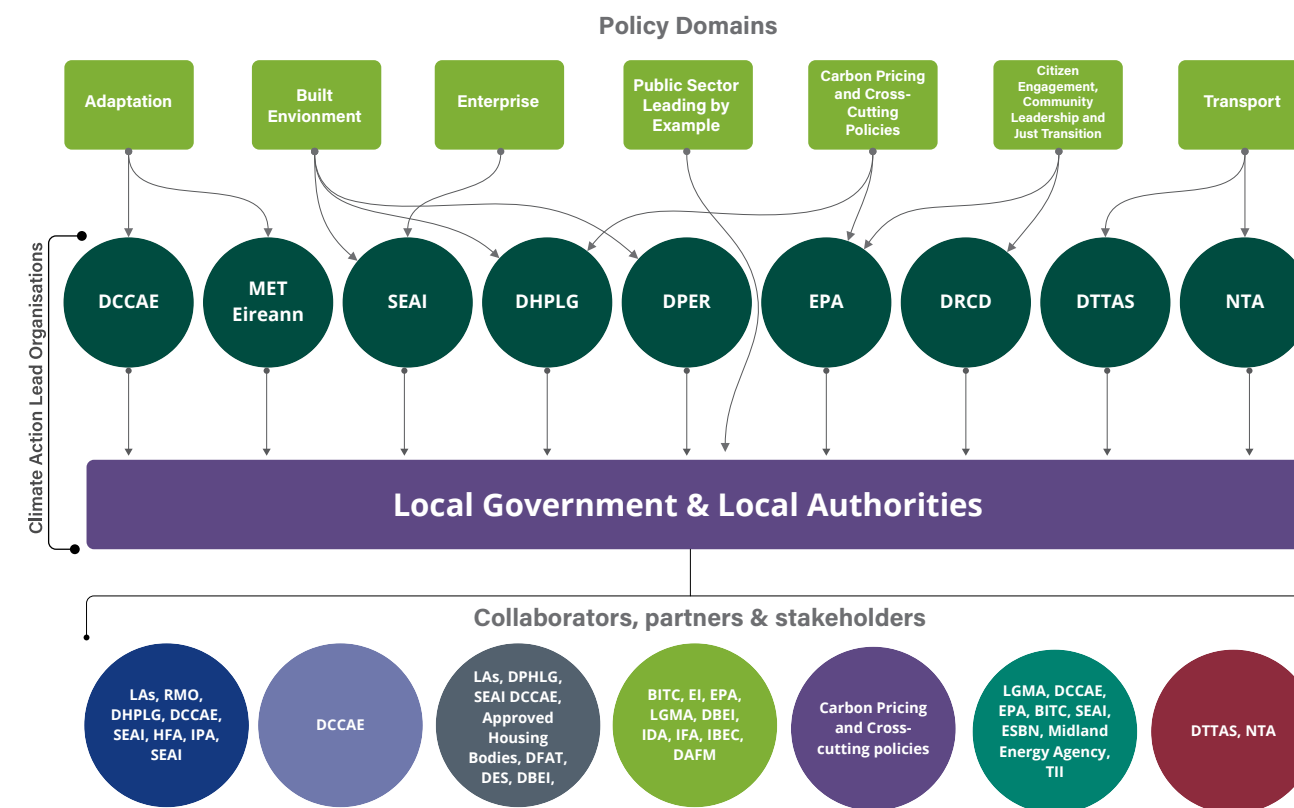 Policy Domains
Adaptation
Built
Envionment
Enterprise
Public Sector
Leading by
Example
Carbon Pricing
and Cross-
Cutting
Policies
Citizen
Engagement,
Community
Leadership and
Just Transition
Transport
Climate Action Lead Organisations
DCCAE
MET
Eireann
SEAI
DHPLG
DPER
EPA
DRCD
DTTAS
NTA
Local Government & Local Authorities
Collaborators, partners & stakeholders
LAs, RMO,
DHPLG, DCCAE,
SEAI, HFA, IPA,
SEAI
DCCAE
LAs, DPHLG,
SEAI DCCAE,
Approved
Housing
Bodies, DFAT,
DES, DBEI,
BITC, EI, EPA,
LGMA, DBEI,
IDA, IFA, IBEC,
DAFM
Carbon Pricing
and Cross-
cutting policies
LGMA, DCCAE,
EPA, BITC, SEAI,
ESBN, Midland
Energy Agency,
TII
DTTAS, NTA